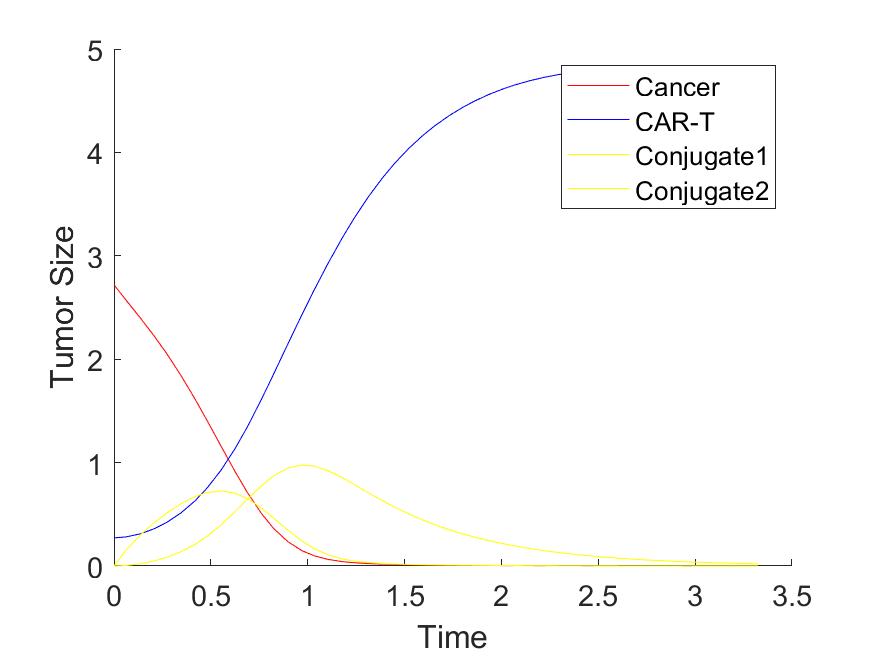 5
4
3
2
1
0
Tumor Size
Cancer
CAR-T
Conjugate1
Conjugate2
0 0.5 1 1.5 2 2.5 3 3.5
Time